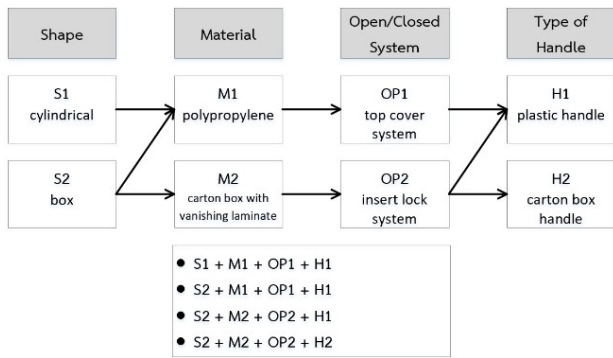 Shape
Material
Open/Closed
System
Type of
Handle
S1
cylindrical
M1
polypropylene
OP1
top cover
system
H1
plastic handle
S2
box
M2
carton box with
vanishing laminate
OP2
insert lock
system
H2
carton box
handle
● S1 + M1 + OP1 + H1
● S2 + M1 + OP1 + H1
● S2 + M2 + OP2 + H1
● S2 + M2 + OP2 + H2